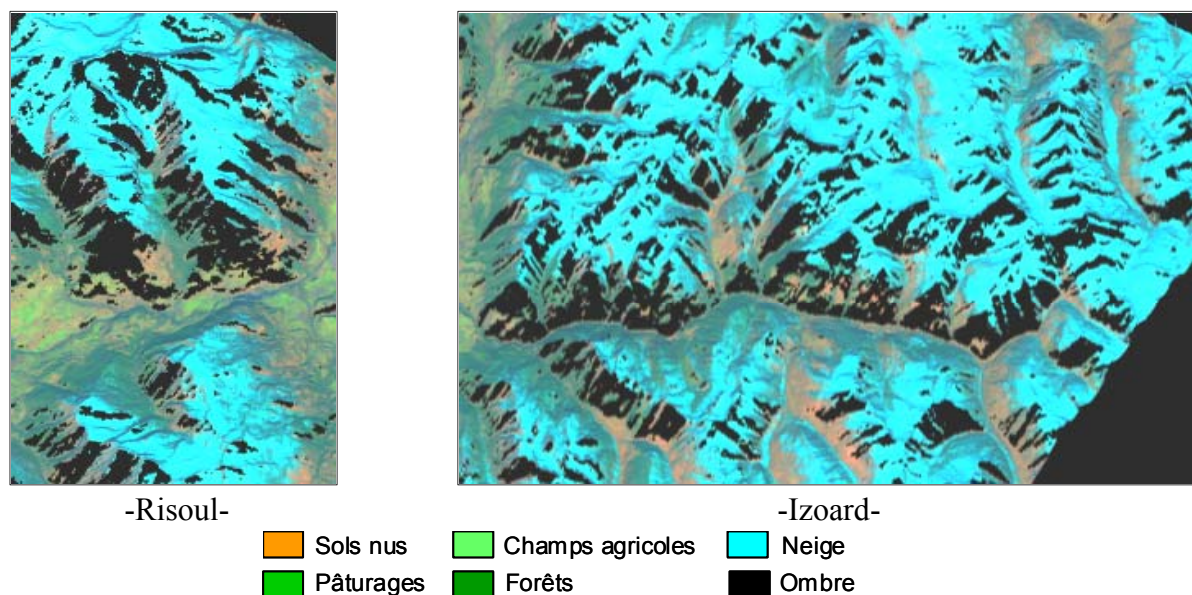 -Risoul- -Izoard-
Sols nus Champs agricoles Neige
Pâturages Forêts Ombre